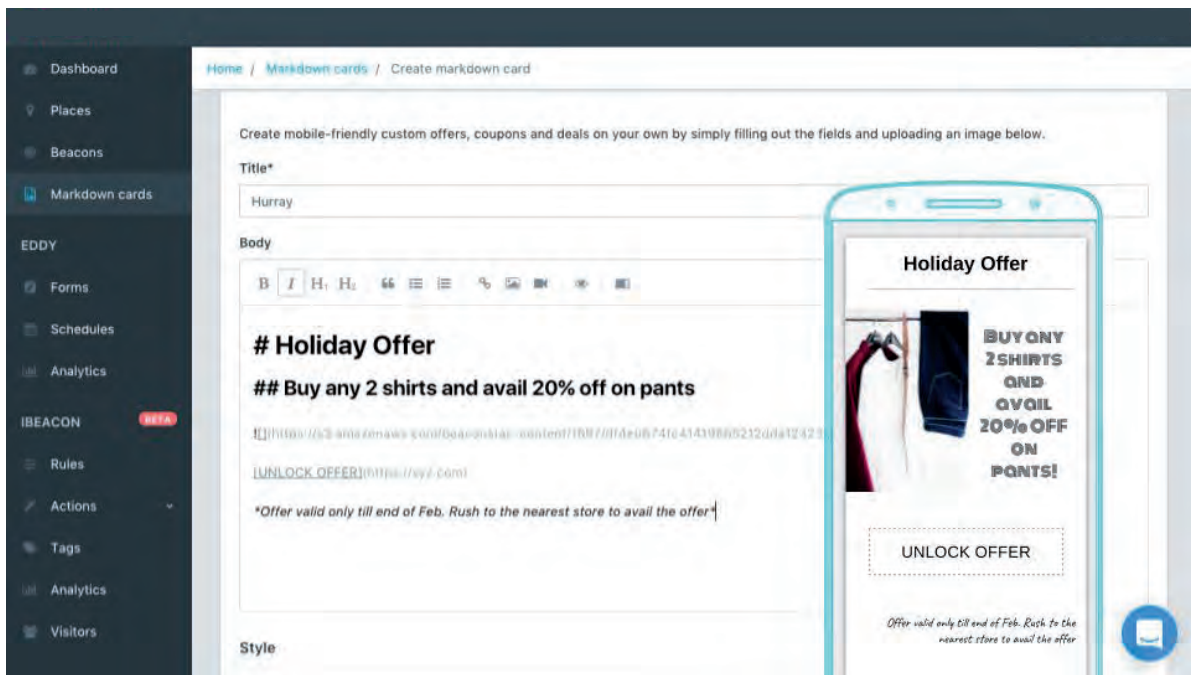 Dashboard
Places
Beacons
Markdown cards
EDDY
Forms
Schedules
Analytics
IBEACON BETA
Rules
Actions
Tags
Analytics
Visitors
Home / Markdown cards / Create markdown card
Create mobile-friendly custom offers, coupons and deals on your own by simply filling out the fields and uploading an image below.
Title*
Hurray
Body
B I H1 H2
# Holiday Offer
## Buy any 2 shirts and avail 20% off on pants
[UNLOCK OFFER](https://xyz.com)
*Offer valid only till end of Feb. Rush to the nearest store to avail the offer*
Style
Holiday Offer
BUY ANY
2 SHIRTS
AND
AVAIL
20% OFF
ON
PANTS!
UNLOCK OFFER
Offer valid only till end of Feb. Rush to the
nearest store to avail the offer